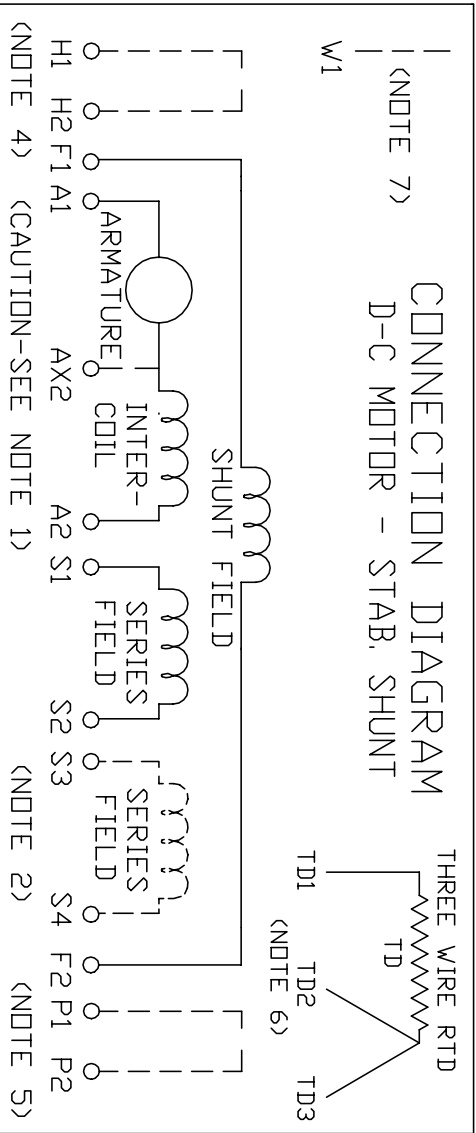 CONNECTION DIAGRAM
D-C MOTOR - STAB. SHUNT
(NOTE 7)
W1
THREE WIRE RTD
TD
TD1 TD2 TD3
(NOTE 6)
SHUNT FIELD
ARMATURE
INTER-
COIL
SERIES
FIELD
SERIES
FIELD
H1 H2 F1 A1 AX2 A2 S1 S2 S3 S4 F2 P1 P2
(NOTE 4) (CAUTION-SEE NOTE 1) (NOTE 2) (NOTE 5)